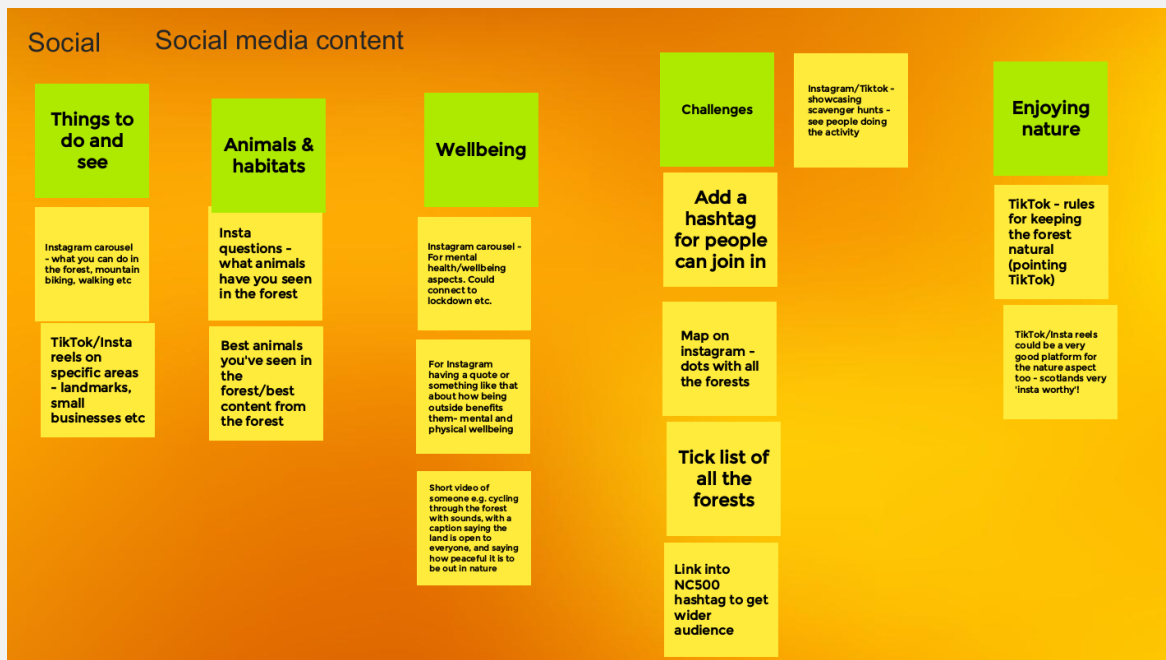 Social
Social media content
Things to
do and
see
Instagram carousel
- what you can do in
the forest, mountain
biking, walking etc
TikTok/Insta
reels on
specific areas
- landmarks,
small
businesses etc
Animals &
habitats
Insta
questions -
what animals
have you seen
in the forest
Best animals
you've seen in
the
forest/best
content from
the forest
Wellbeing
Instagram carousel -
For mental
health/wellbeing
aspects. Could
connect to
lockdown etc.
For Instagram
having a quote or
something like that
about how being
outside benefits
them- mental and
physical wellbeing
Short video of
someone e.g. cycling
through the forest
with sounds, with a
caption saying the
land is open to
everyone, and saying
how peaceful it is to
be out in nature
Challenges
Instagram/Tiktok -
showcasing
scavenger hunts -
see people doing
the activity
Add a
hashtag
for people
can join in
Map on
instagram -
dots with all
the forests
Tick list of
all the
forests
Link into
NC500
hashtag to get
wider
audience
Enjoying
nature
TikTok - rules
for keeping
the forest
natural
(pointing
TikTok)
TikTok/Insta reels
could be a very
good platform for
the nature aspect
too - scotlands very
'insta worthy'!